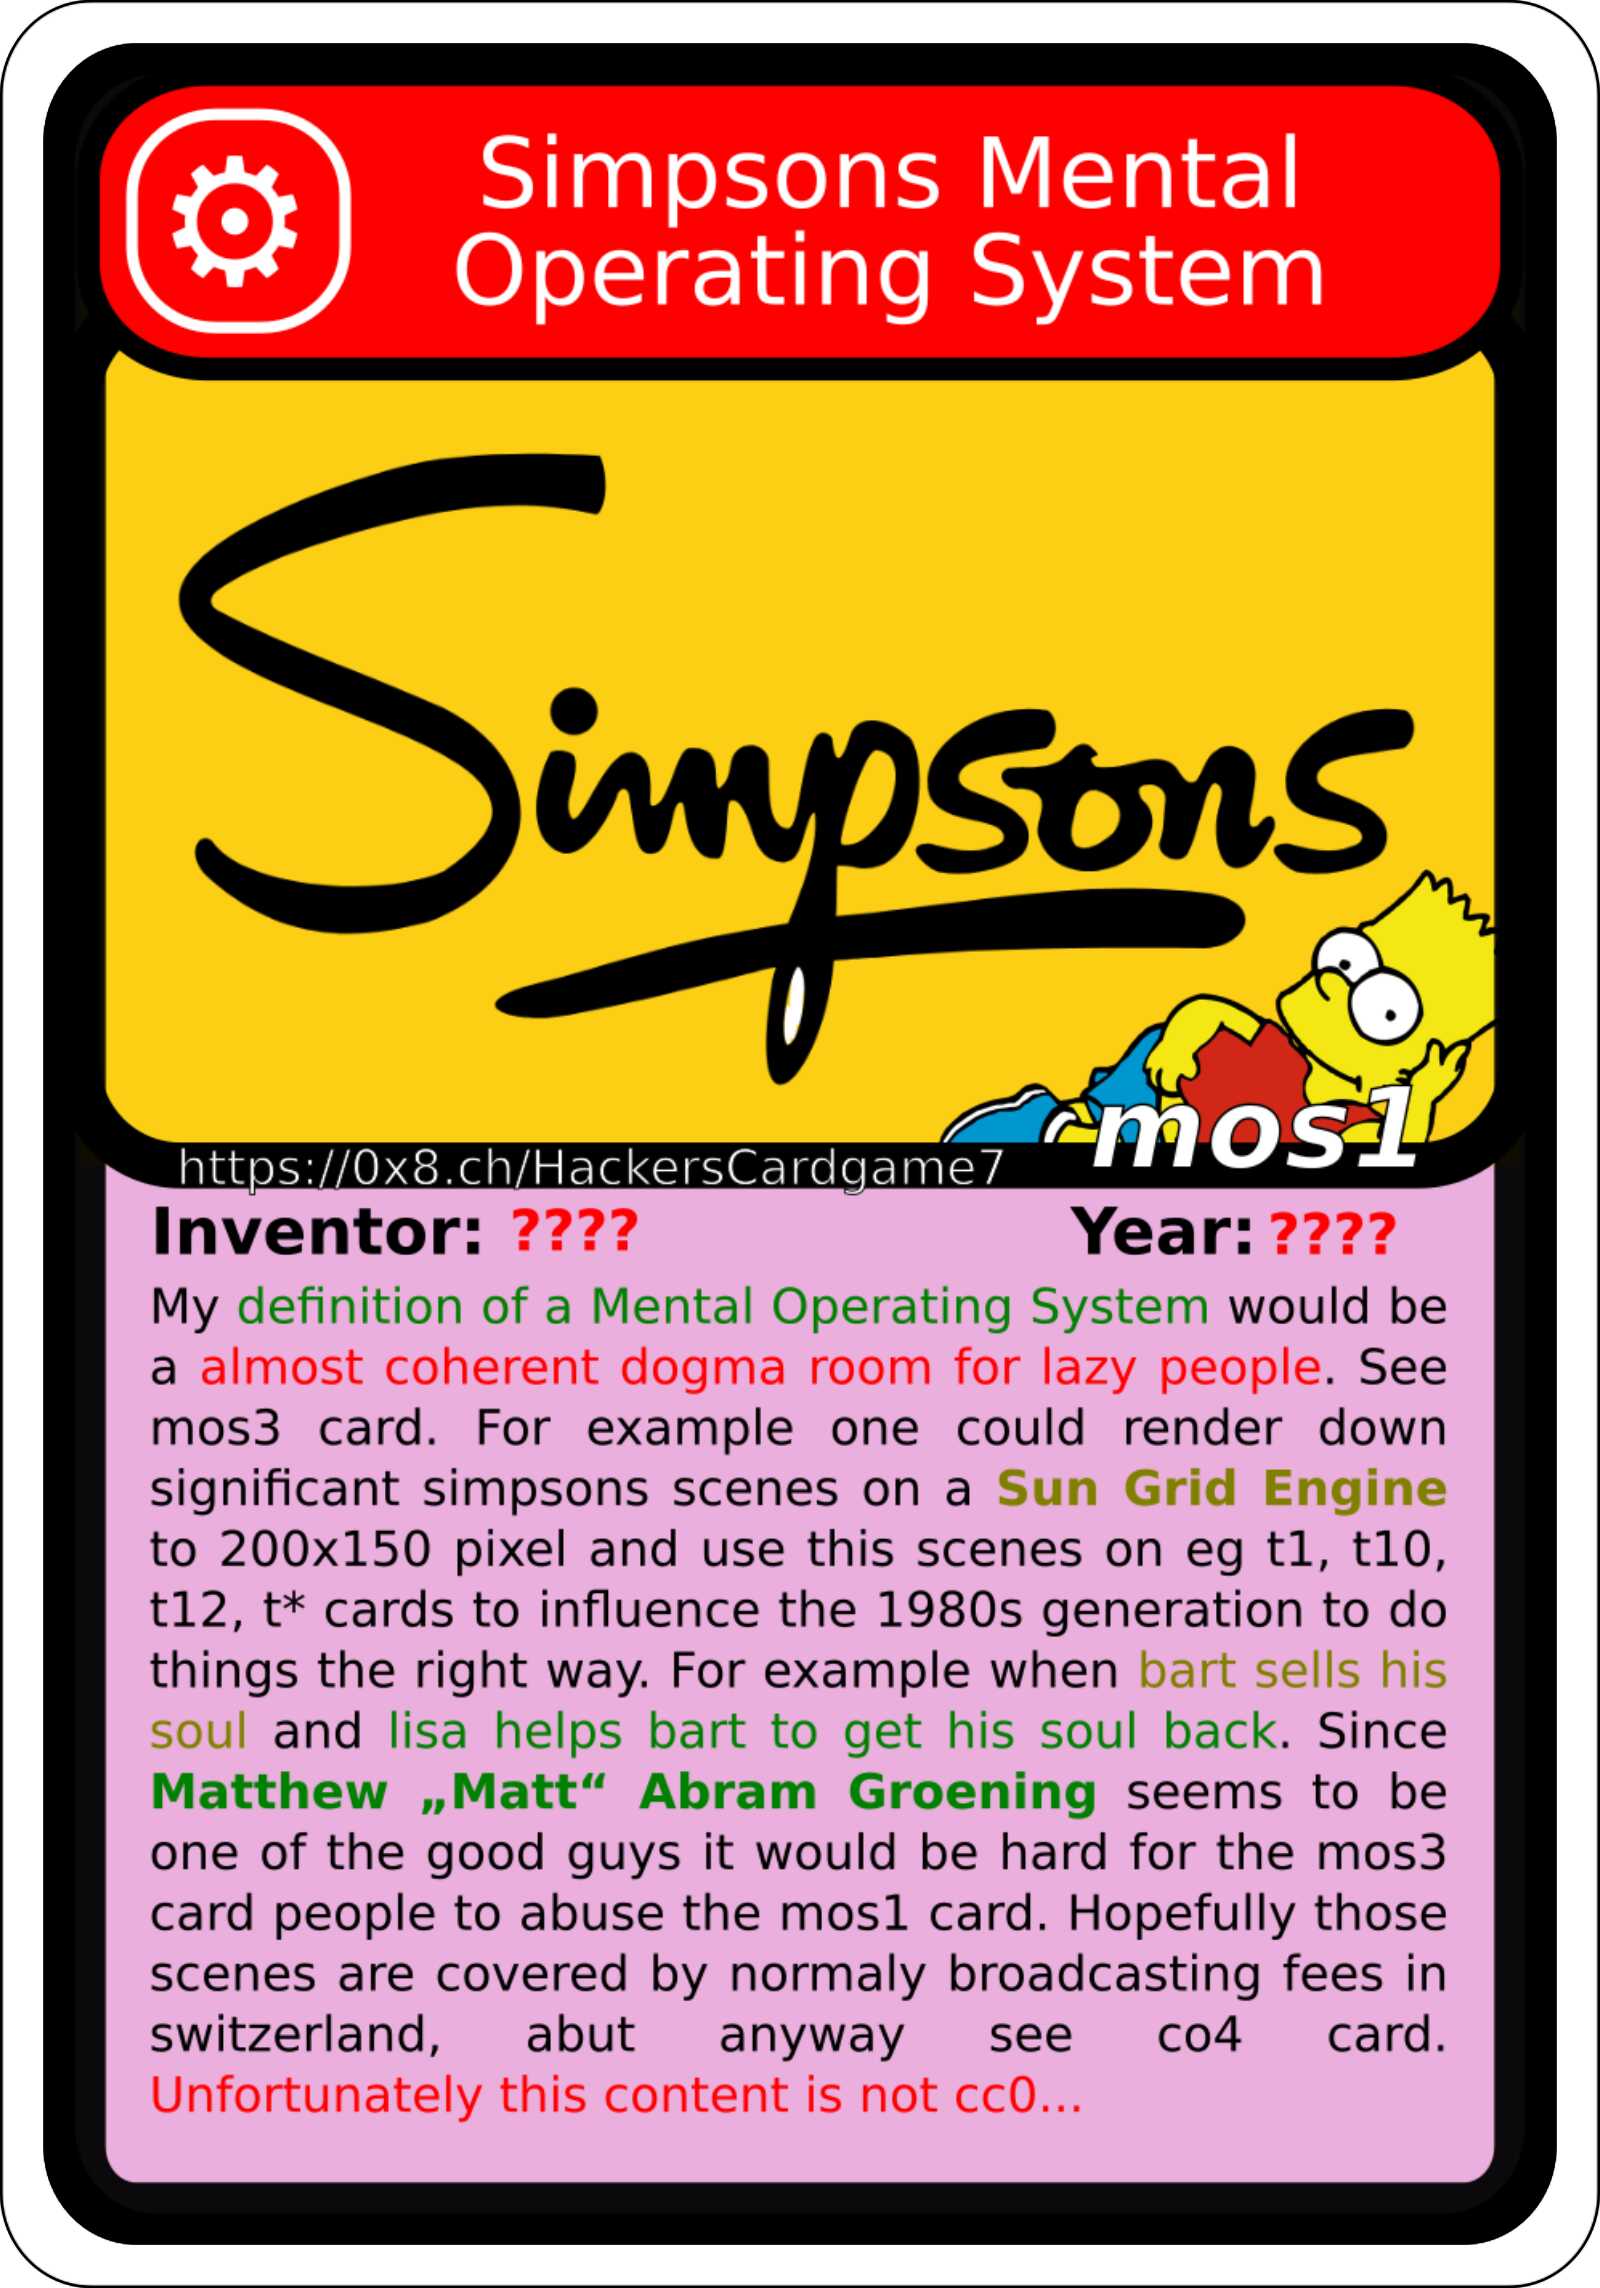 Simpsons Mental
Operating System
Simpsons
mos1
https://0x8.ch/HackersCardgame7
Inventor: ???? Year: ????
My definition of a Mental Operating System would be
a almost coherent dogma room for lazy people. See
mos3 card. For example one could render down
significant simpsons scenes on a Sun Grid Engine
to 200x150 pixel and use this scenes on eg t1, t10,
t12, t* cards to influence the 1980s generation to do
things the right way. For example when bart sells his
soul and lisa helps bart to get his soul back. Since
Matthew „Matt“ Abram Groening seems to be
one of the good guys it would be hard for the mos3
card people to abuse the mos1 card. Hopefully those
scenes are covered by normaly broadcasting fees in
switzerland, abut anyway see co4 card.
Unfortunately this content is not cc0...